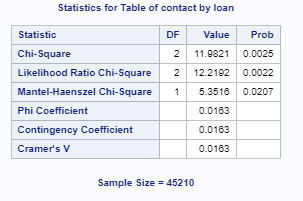 Statistics for Table of contact by loan
Statistic DF Value Prob
Chi-Square 2 11.9821 0.0025
Likelihood Ratio Chi-Square 2 12.2192 0.0022
Mantel-Haenszel Chi-Square 1 5.3516 0.0207
Phi Coefficient 0.0163
Contingency Coefficient 0.0163
Cramer's V 0.0163
Sample Size = 45210